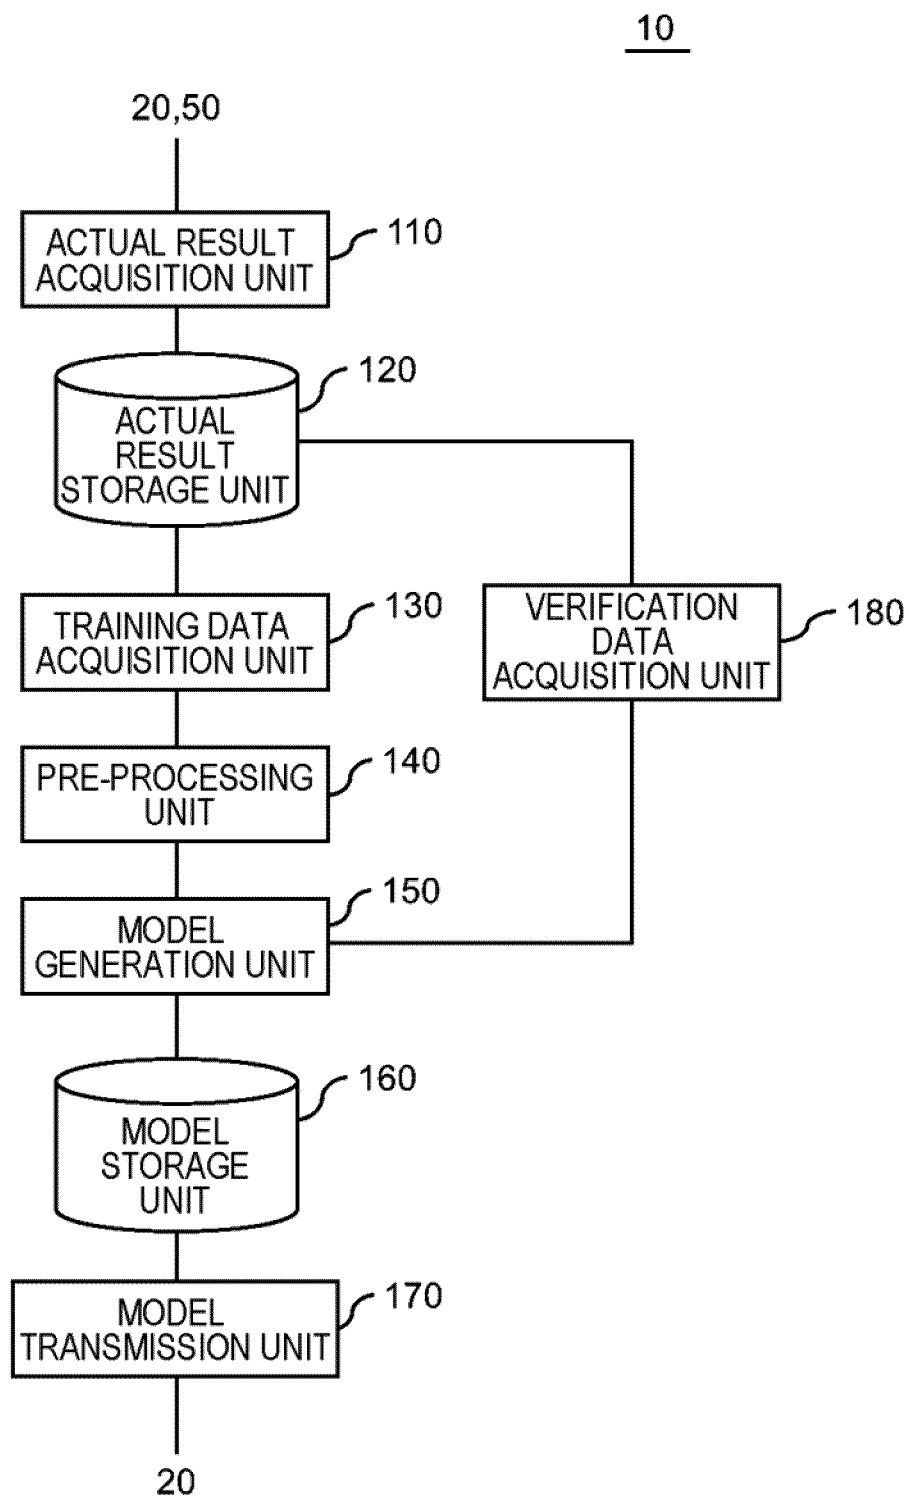 10
20,50
ACTUAL RESULT
ACQUISITION UNIT
110
ACTUAL
RESULT
STORAGE UNIT
120
TRAINING DATA
ACQUISITION UNIT
130
VERIFICATION
DATA
ACQUISITION UNIT
180
PRE-PROCESSING
UNIT
140
MODEL
GENERATION UNIT
150
MODEL
STORAGE
UNIT
160
MODEL
TRANSMISSION UNIT
170
20